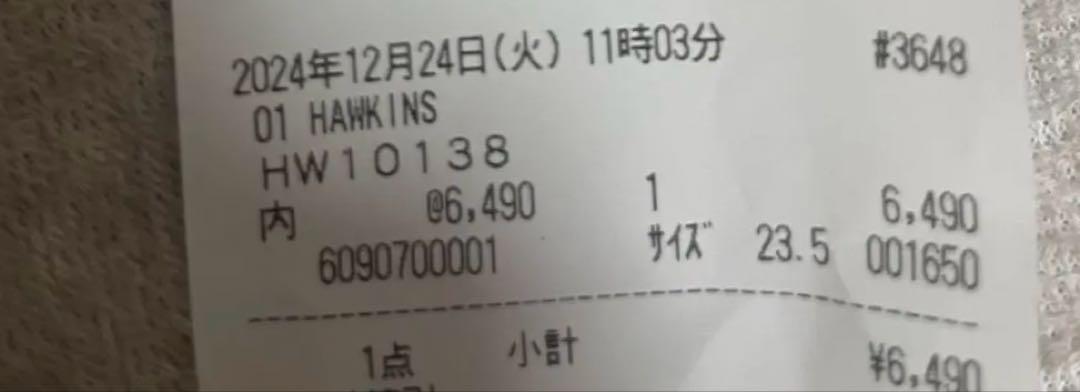 2024年12月24日(火) 11時03分 #3648
01 HAWKINS
HW10138
内 @6,490 1 6,490
6090700001 ｻｲｽﾞ 23.5 001650
1点 小計 ¥6,490